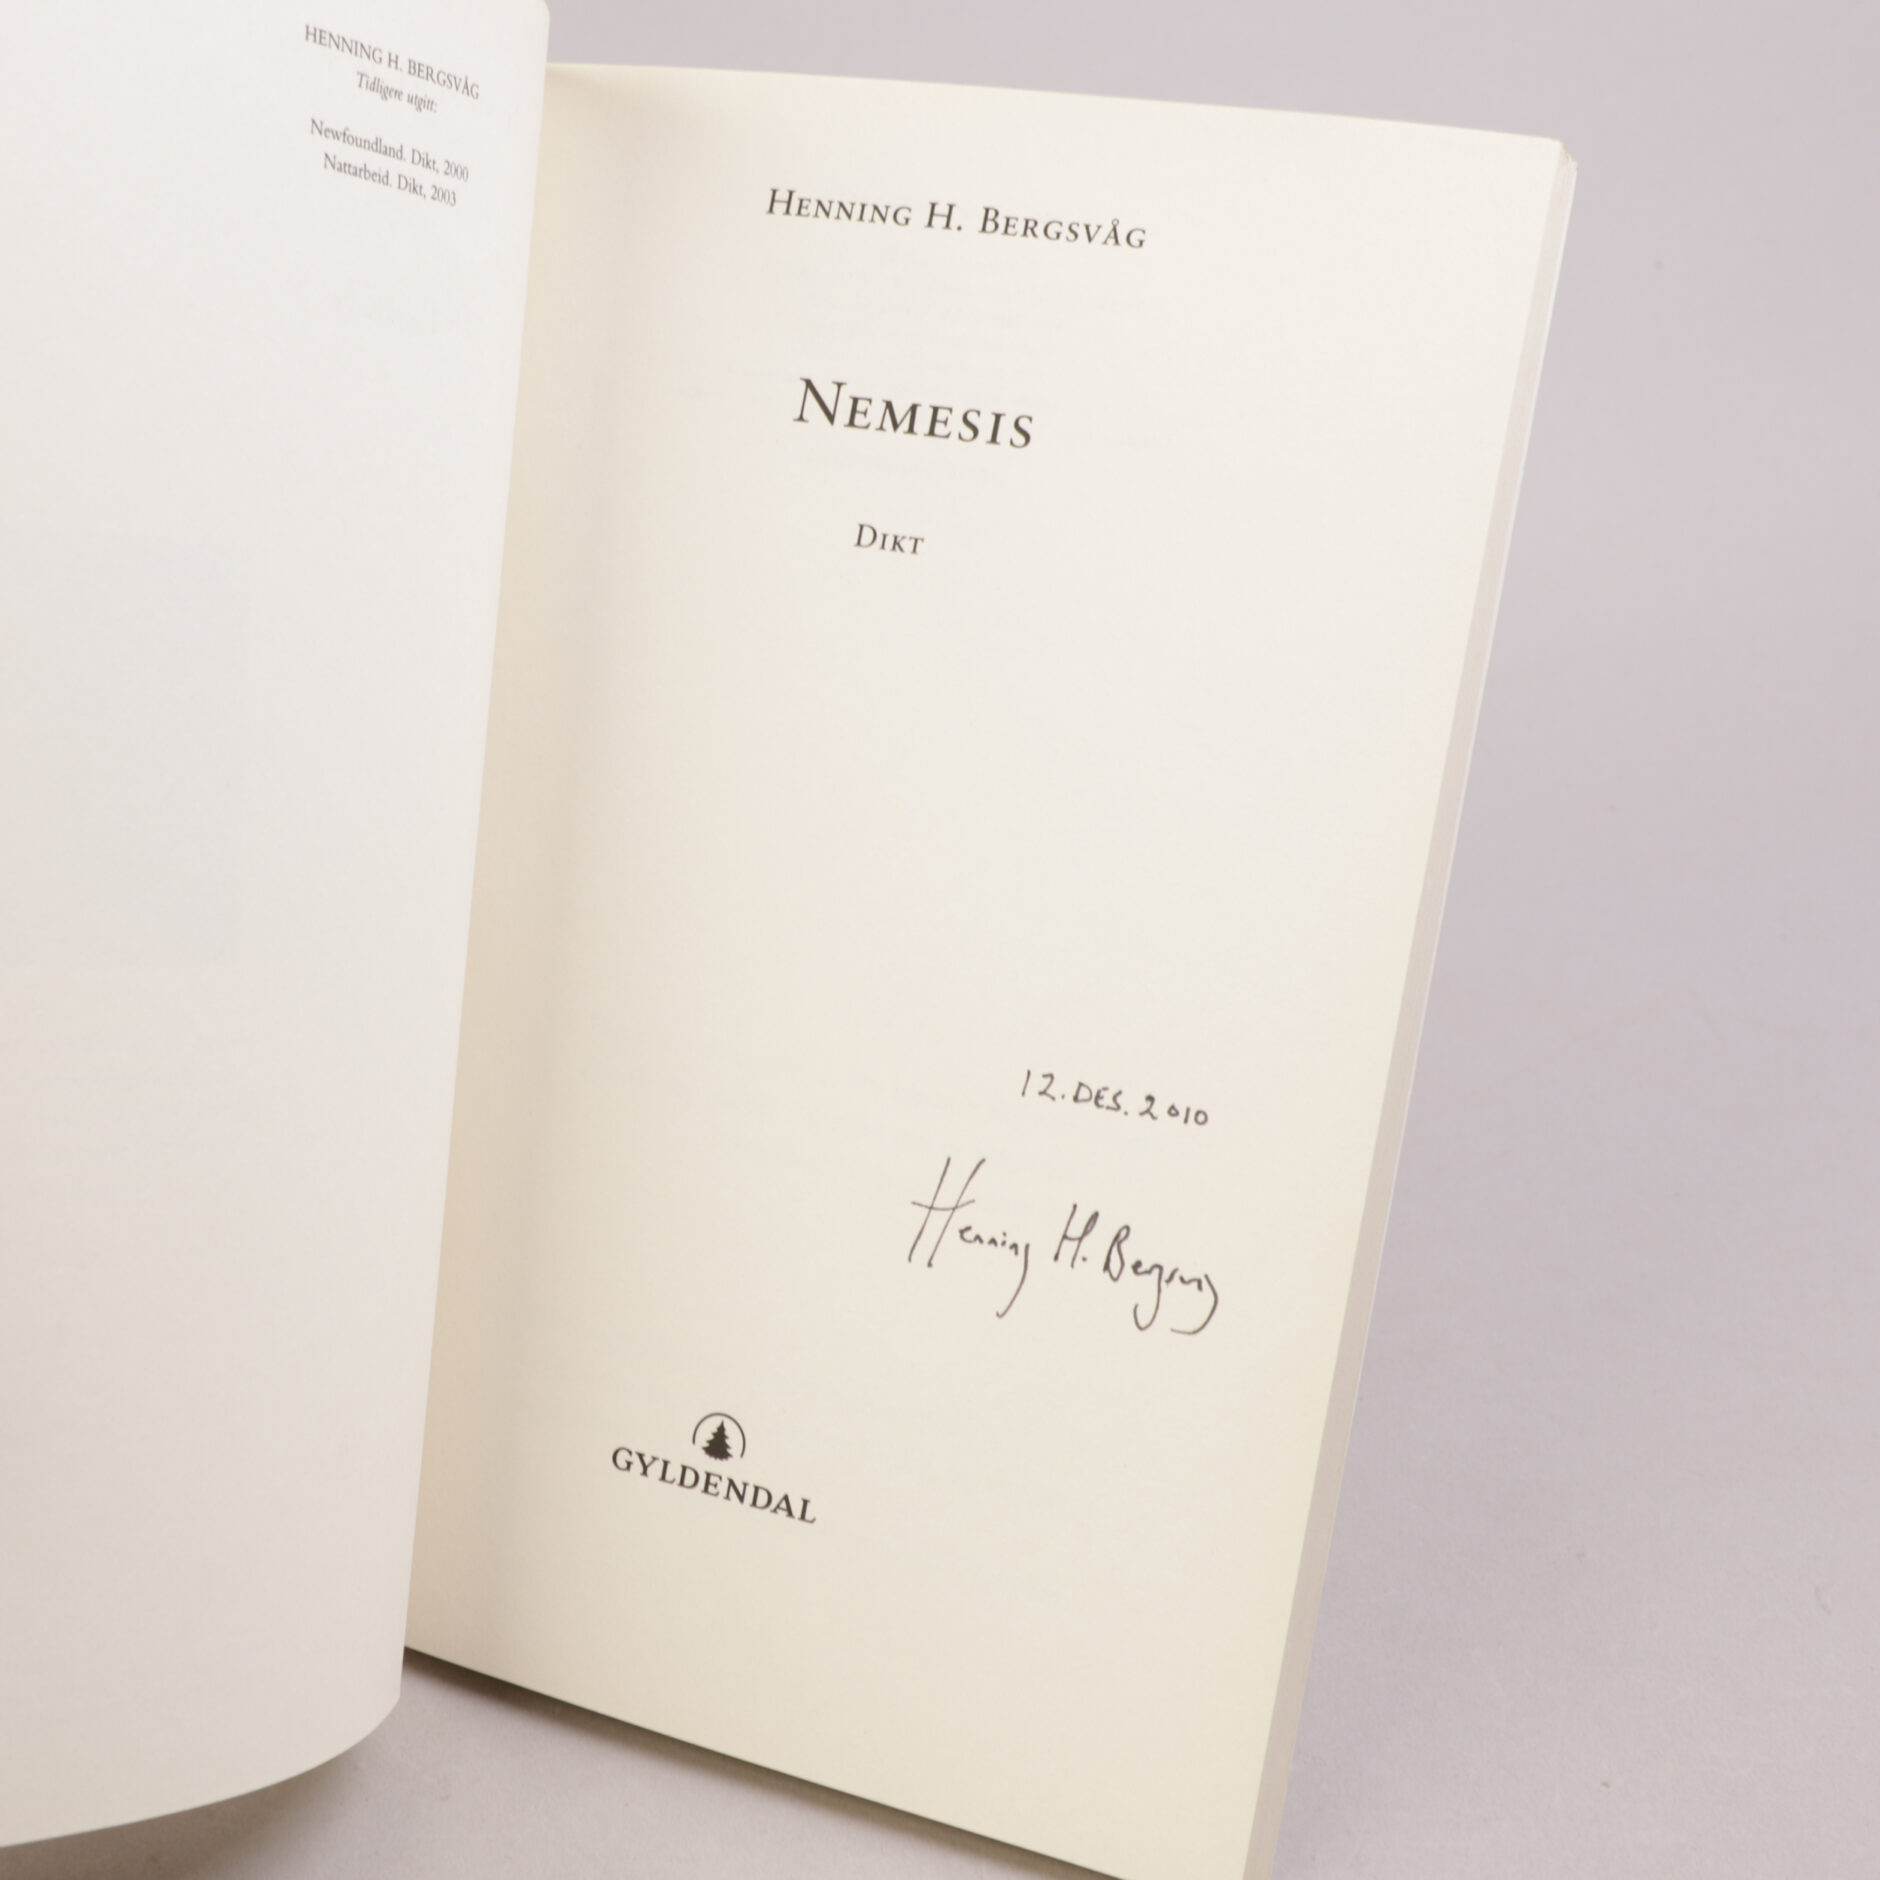 HENNING H. BERGSVÅG
Tidligere utgitt:
Newfoundland. Dikt, 2000
Nattarbeid. Dikt, 2003
HENNING H. BERGSVÅG
NEMESIS
DIKT
12. DES. 2010
Henning H. Bergsvåg
GYLDENDAL